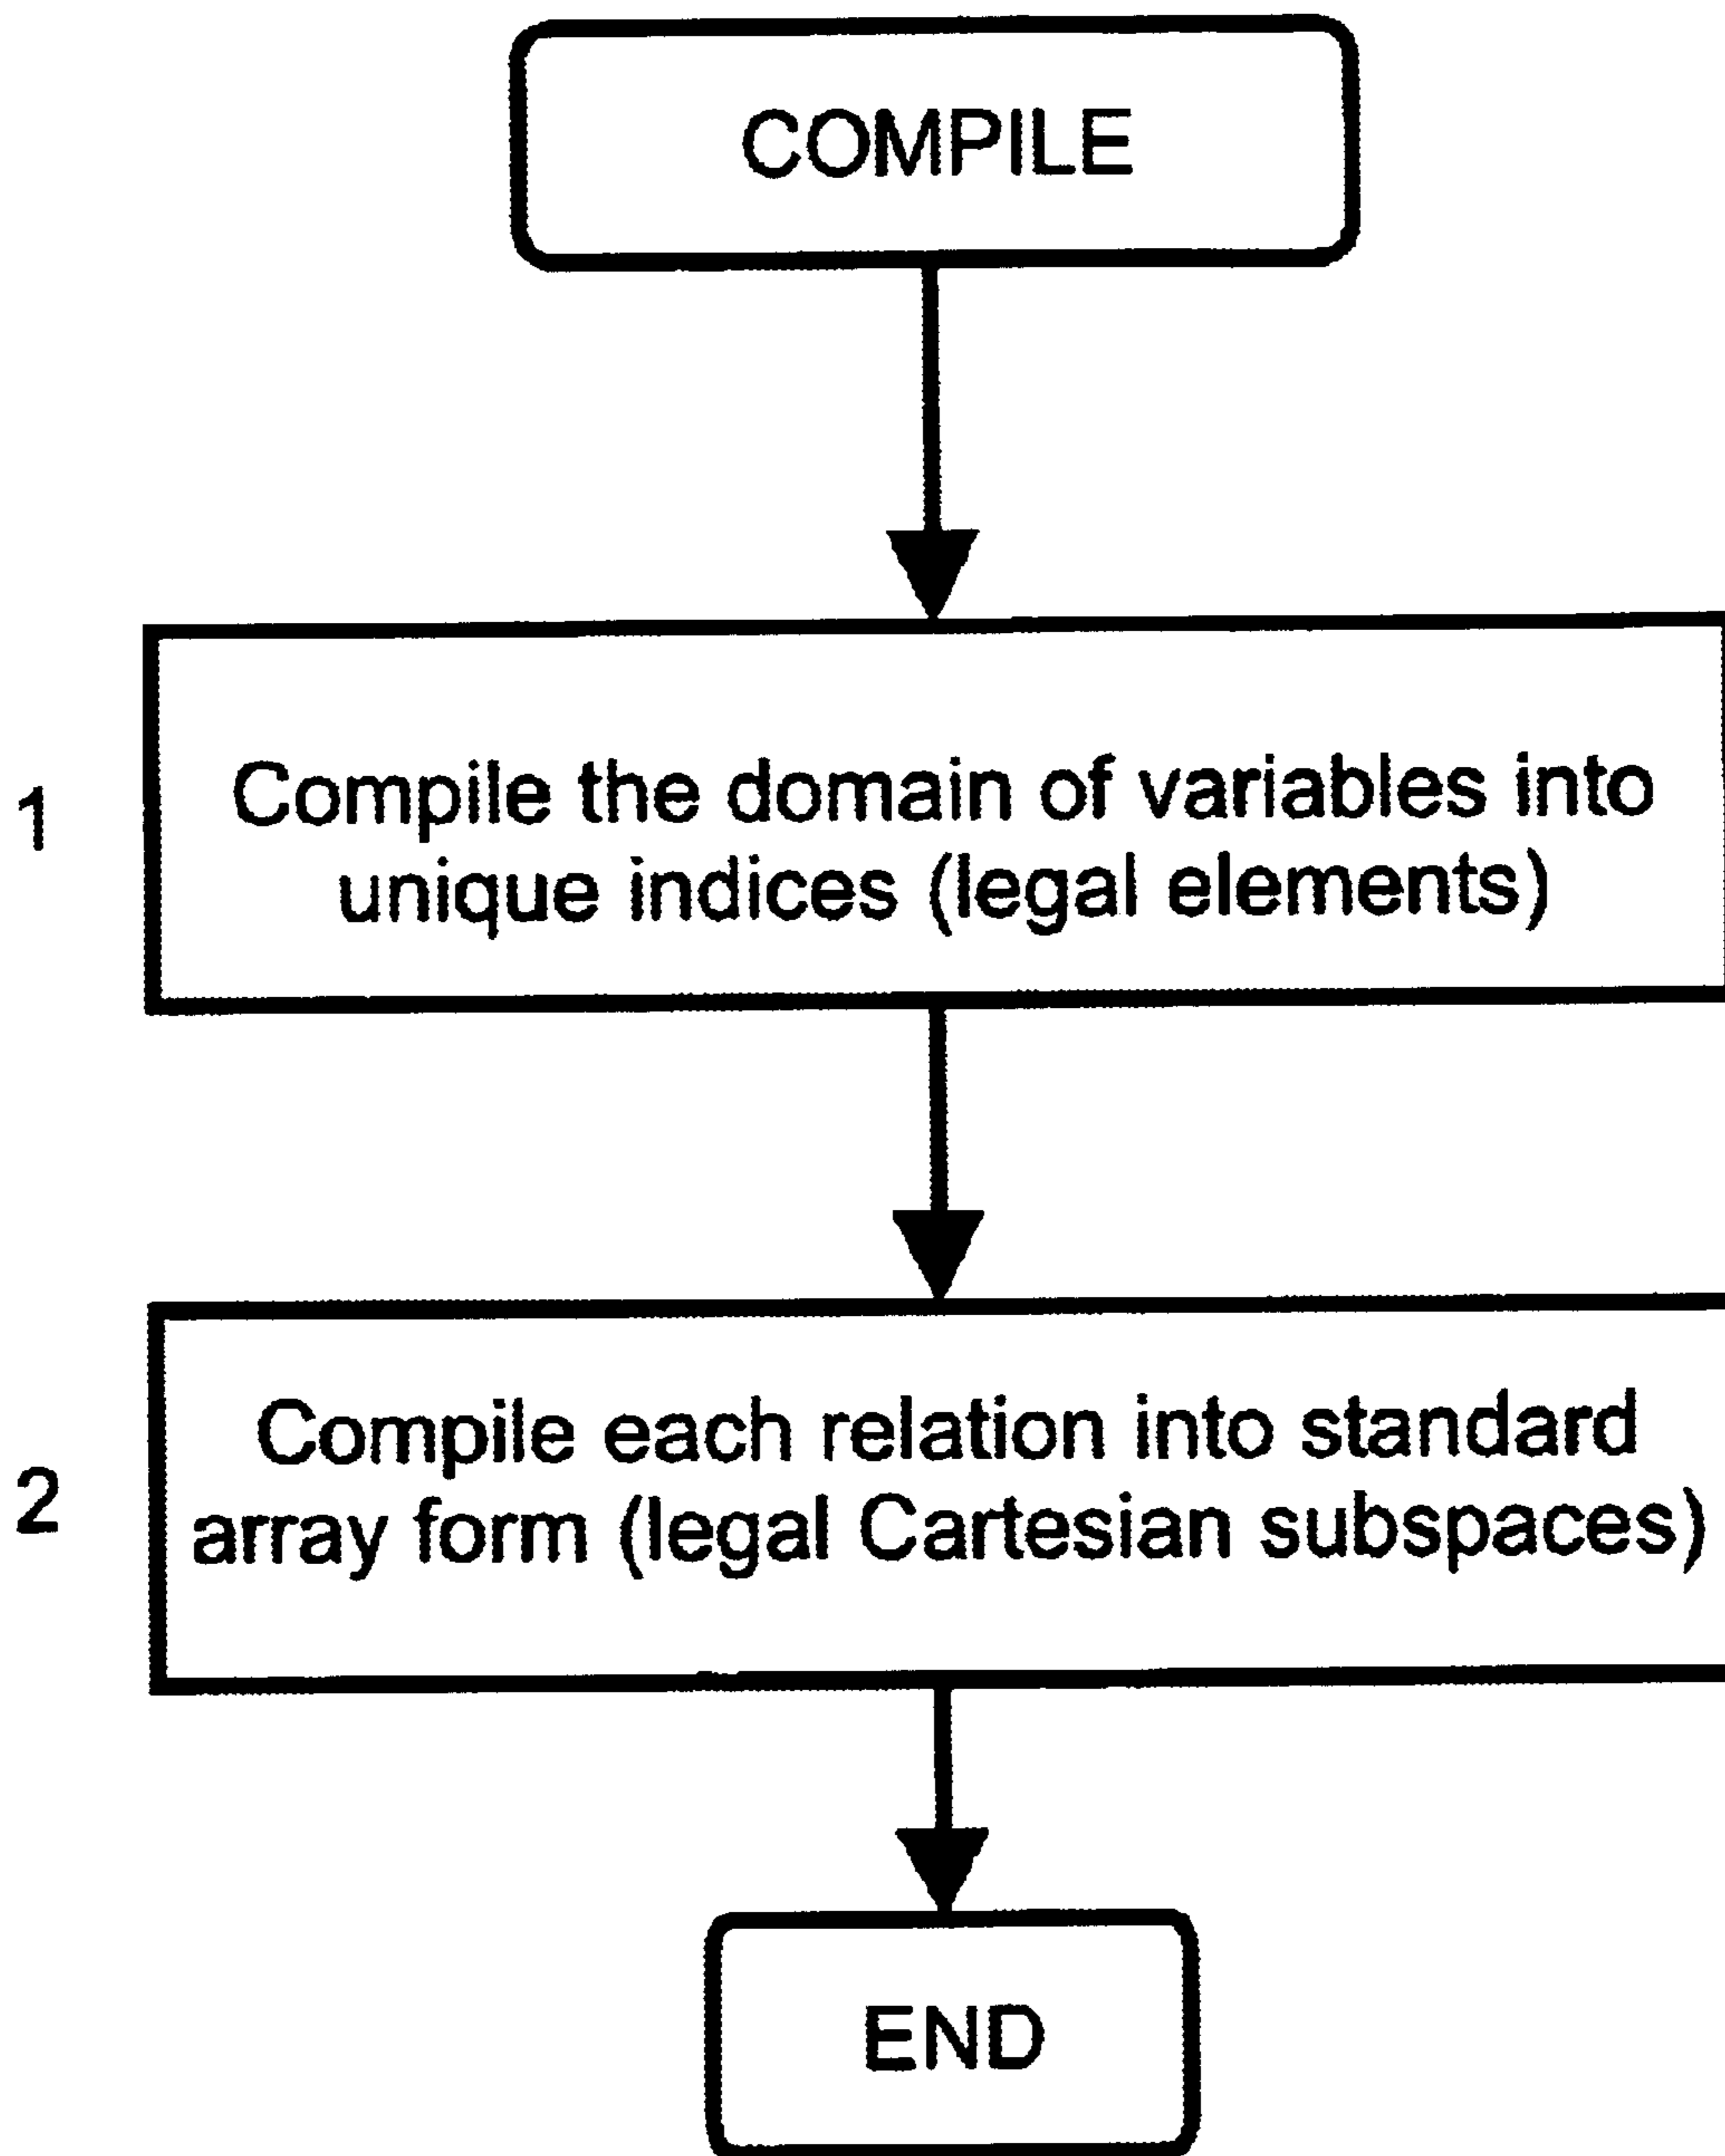 COMPILE
1
Compile the domain of variables into
unique indices (legal elements)
2
Compile each relation into standard
array form (legal Cartesian subspaces)
END